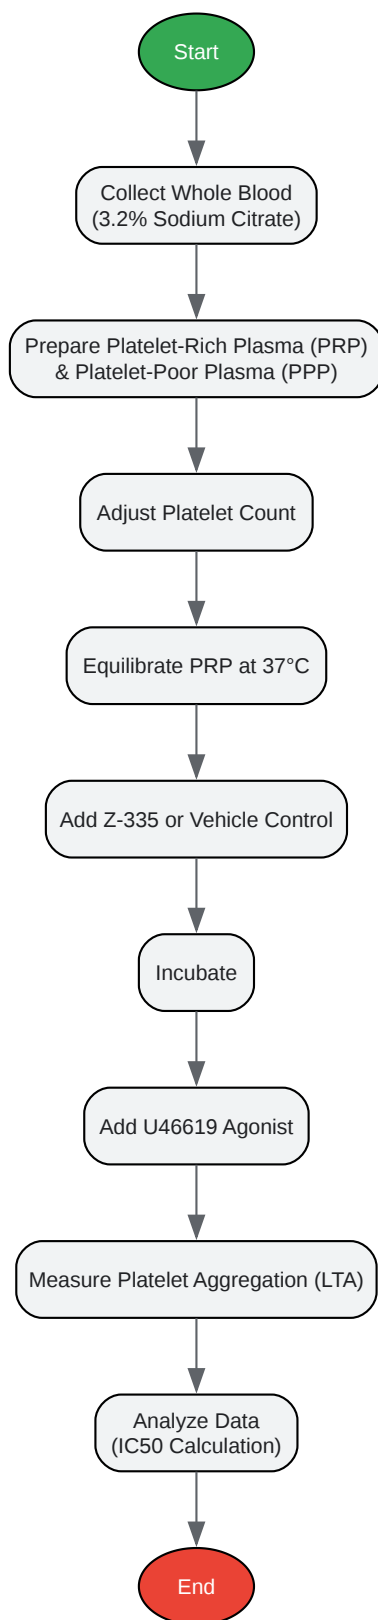 Start
Collect Whole Blood
(3.2% Sodium Citrate)
Prepare Platelet-Rich Plasma (PRP)
& Platelet-Poor Plasma (PPP)
Adjust Platelet Count
Equilibrate PRP at 37°C
Add Z-335 or Vehicle Control
Incubate
Add U46619 Agonist
Measure Platelet Aggregation (LTA)
Analyze Data
(IC50 Calculation)
End